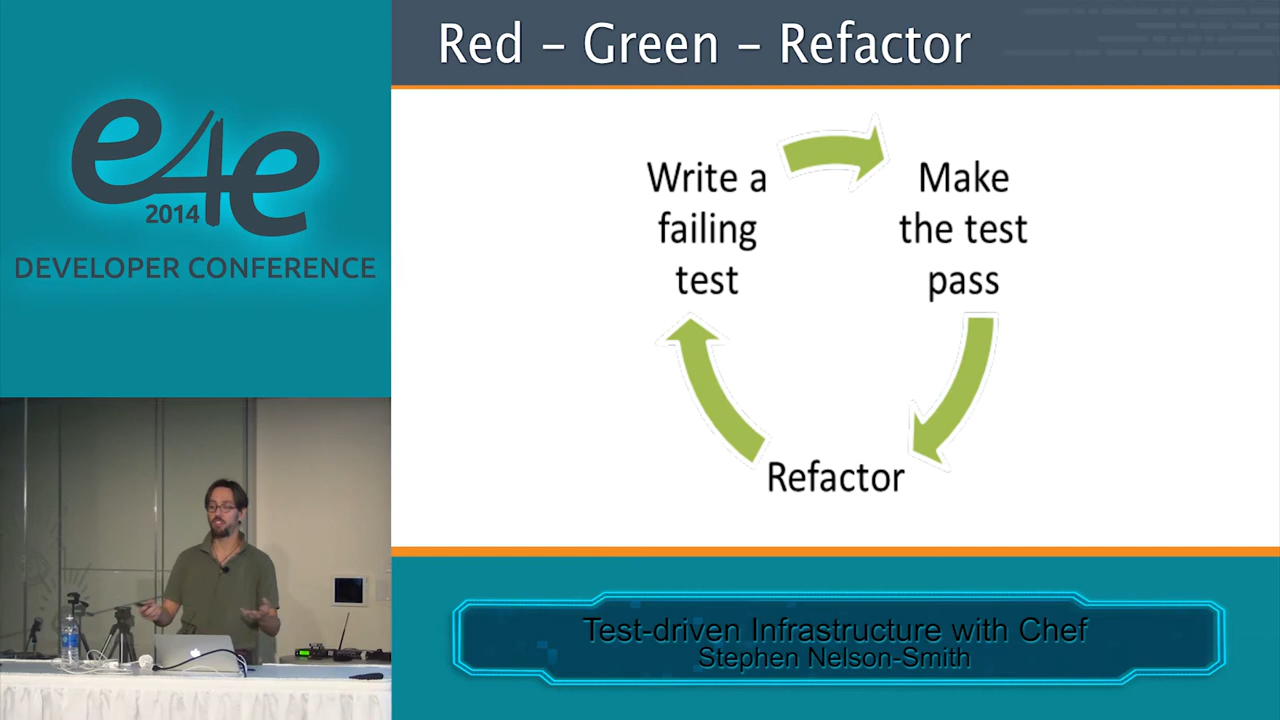 e4e
2014
DEVELOPER CONFERENCE
Red – Green – Refactor
Write a
failing
test
Make
the test
pass
Refactor
Test-driven Infrastructure with Chef
Stephen Nelson-Smith